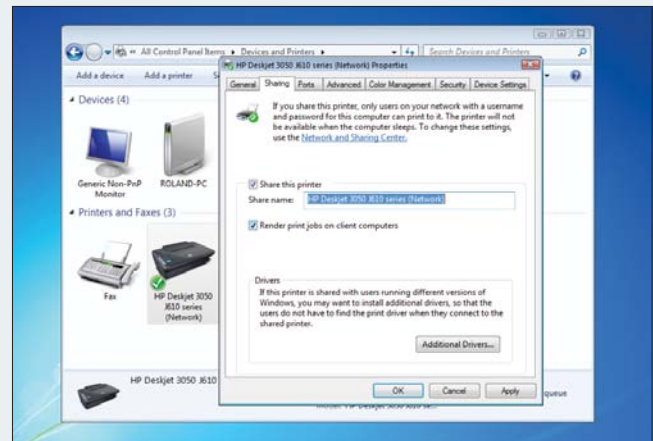 « All Control Panel Items ▸ Devices and Printers ▸
Search Devices and Printers
Add a device Add a printer
Devices (4)
Generic Non-PnP
Monitor
ROLAND-PC
Printers and Faxes (3)
Fax
HP Deskjet 3050
J610 series
(Network)
HP Deskjet 3050 J610
queue
HP Deskjet 3050 J610 series (Network) Properties
General Sharing Ports Advanced Color Management Security Device Settings
If you share this printer, only users on your network with a username
and password for this computer can print to it. The printer will not
be available when the computer sleeps. To change these settings,
use the Network and Sharing Center.
Share this printer
Share name: HP Deskjet 3050 J610 series (Network)
Render print jobs on client computers
Drivers
If this printer is shared with users running different versions of
Windows, you may want to install additional drivers, so that the
users do not have to find the print driver when they connect to the
shared printer.
Additional Drivers...
OK Cancel Apply